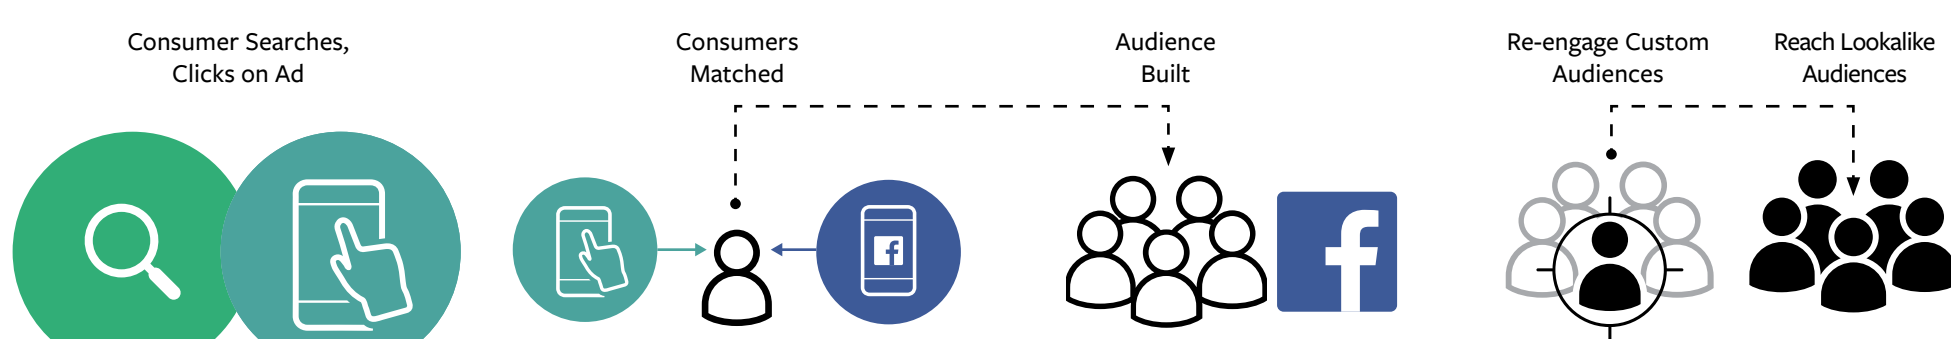 Consumer Searches,
Clicks on Ad
Consumers
Matched
Audience
Built
Re-engage Custom
Audiences
Reach Lookalike
Audiences